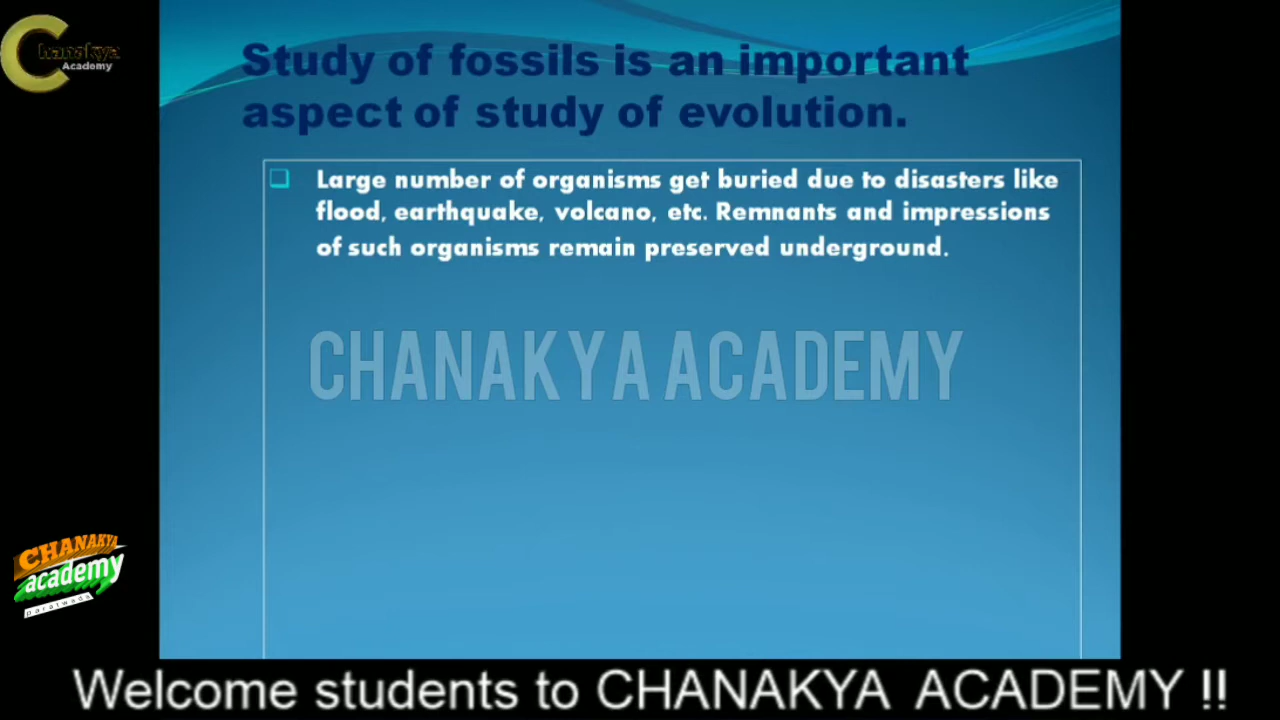 Chanakya
Academy
Study of fossils is an important
aspect of study of evolution.
Large number of organisms get buried due to disasters like
flood, earthquake, volcano, etc. Remnants and impressions
of such organisms remain preserved underground.
CHANAKYA ACADEMY
CHANAKYA
academy
paratwada
Welcome students to CHANAKYA ACADEMY !!